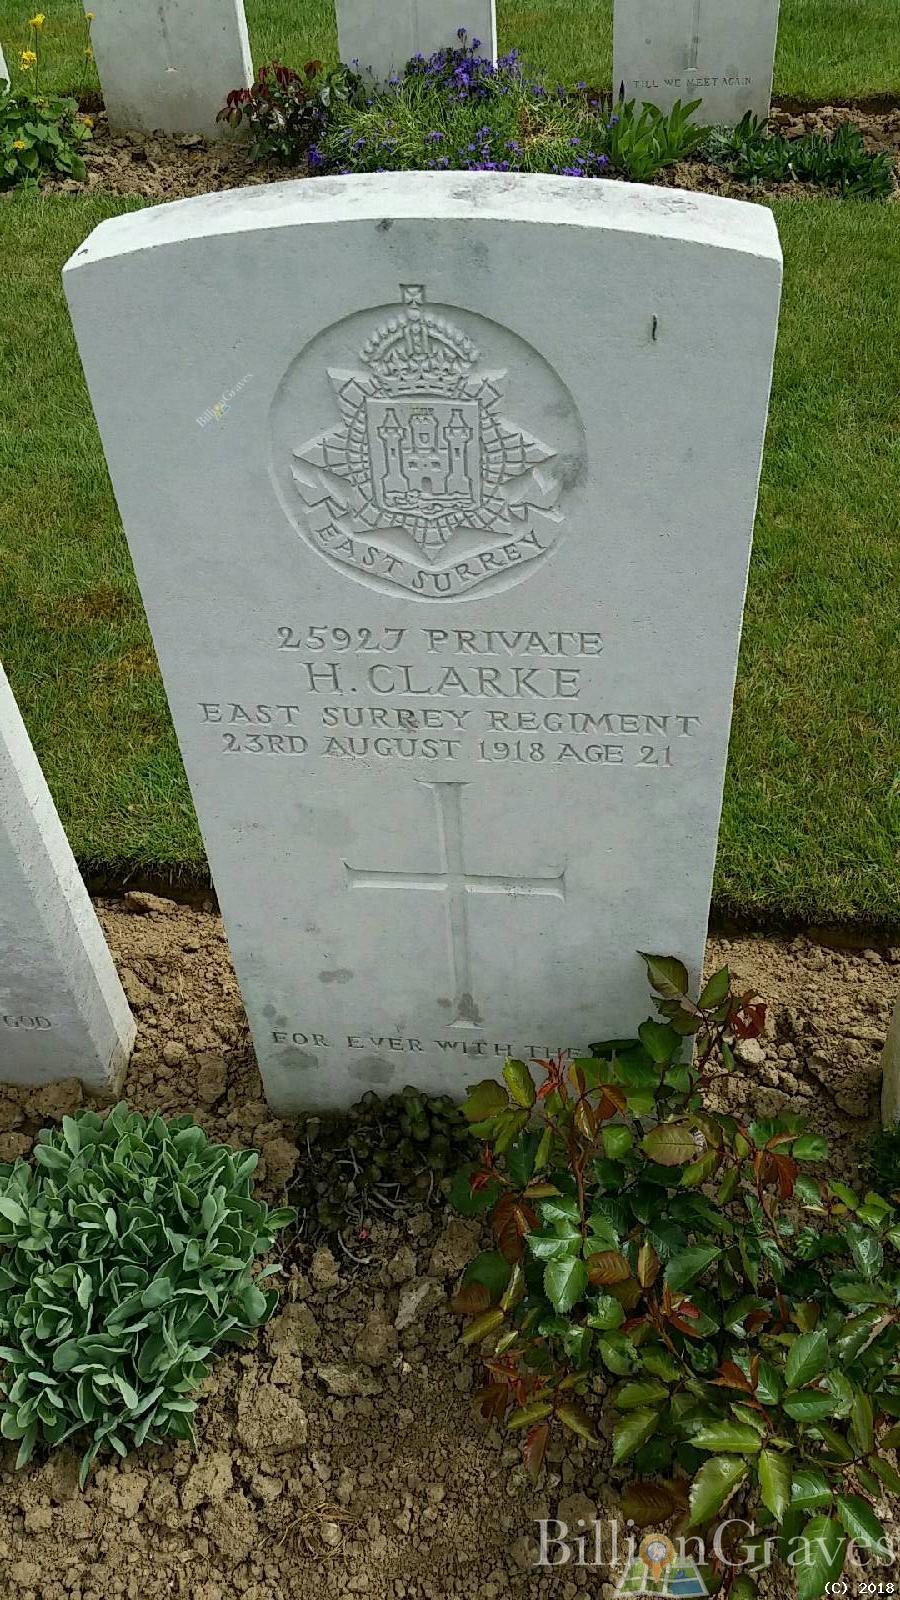 TILL WE MEET AGAIN
BillionGraves
EAST SURREY
25927 PRIVATE
H. CLARKE
EAST SURREY REGIMENT
23RD AUGUST 1918 AGE 21
GOD
FOR EVER WITH THE
BillionGraves
(C) 2018